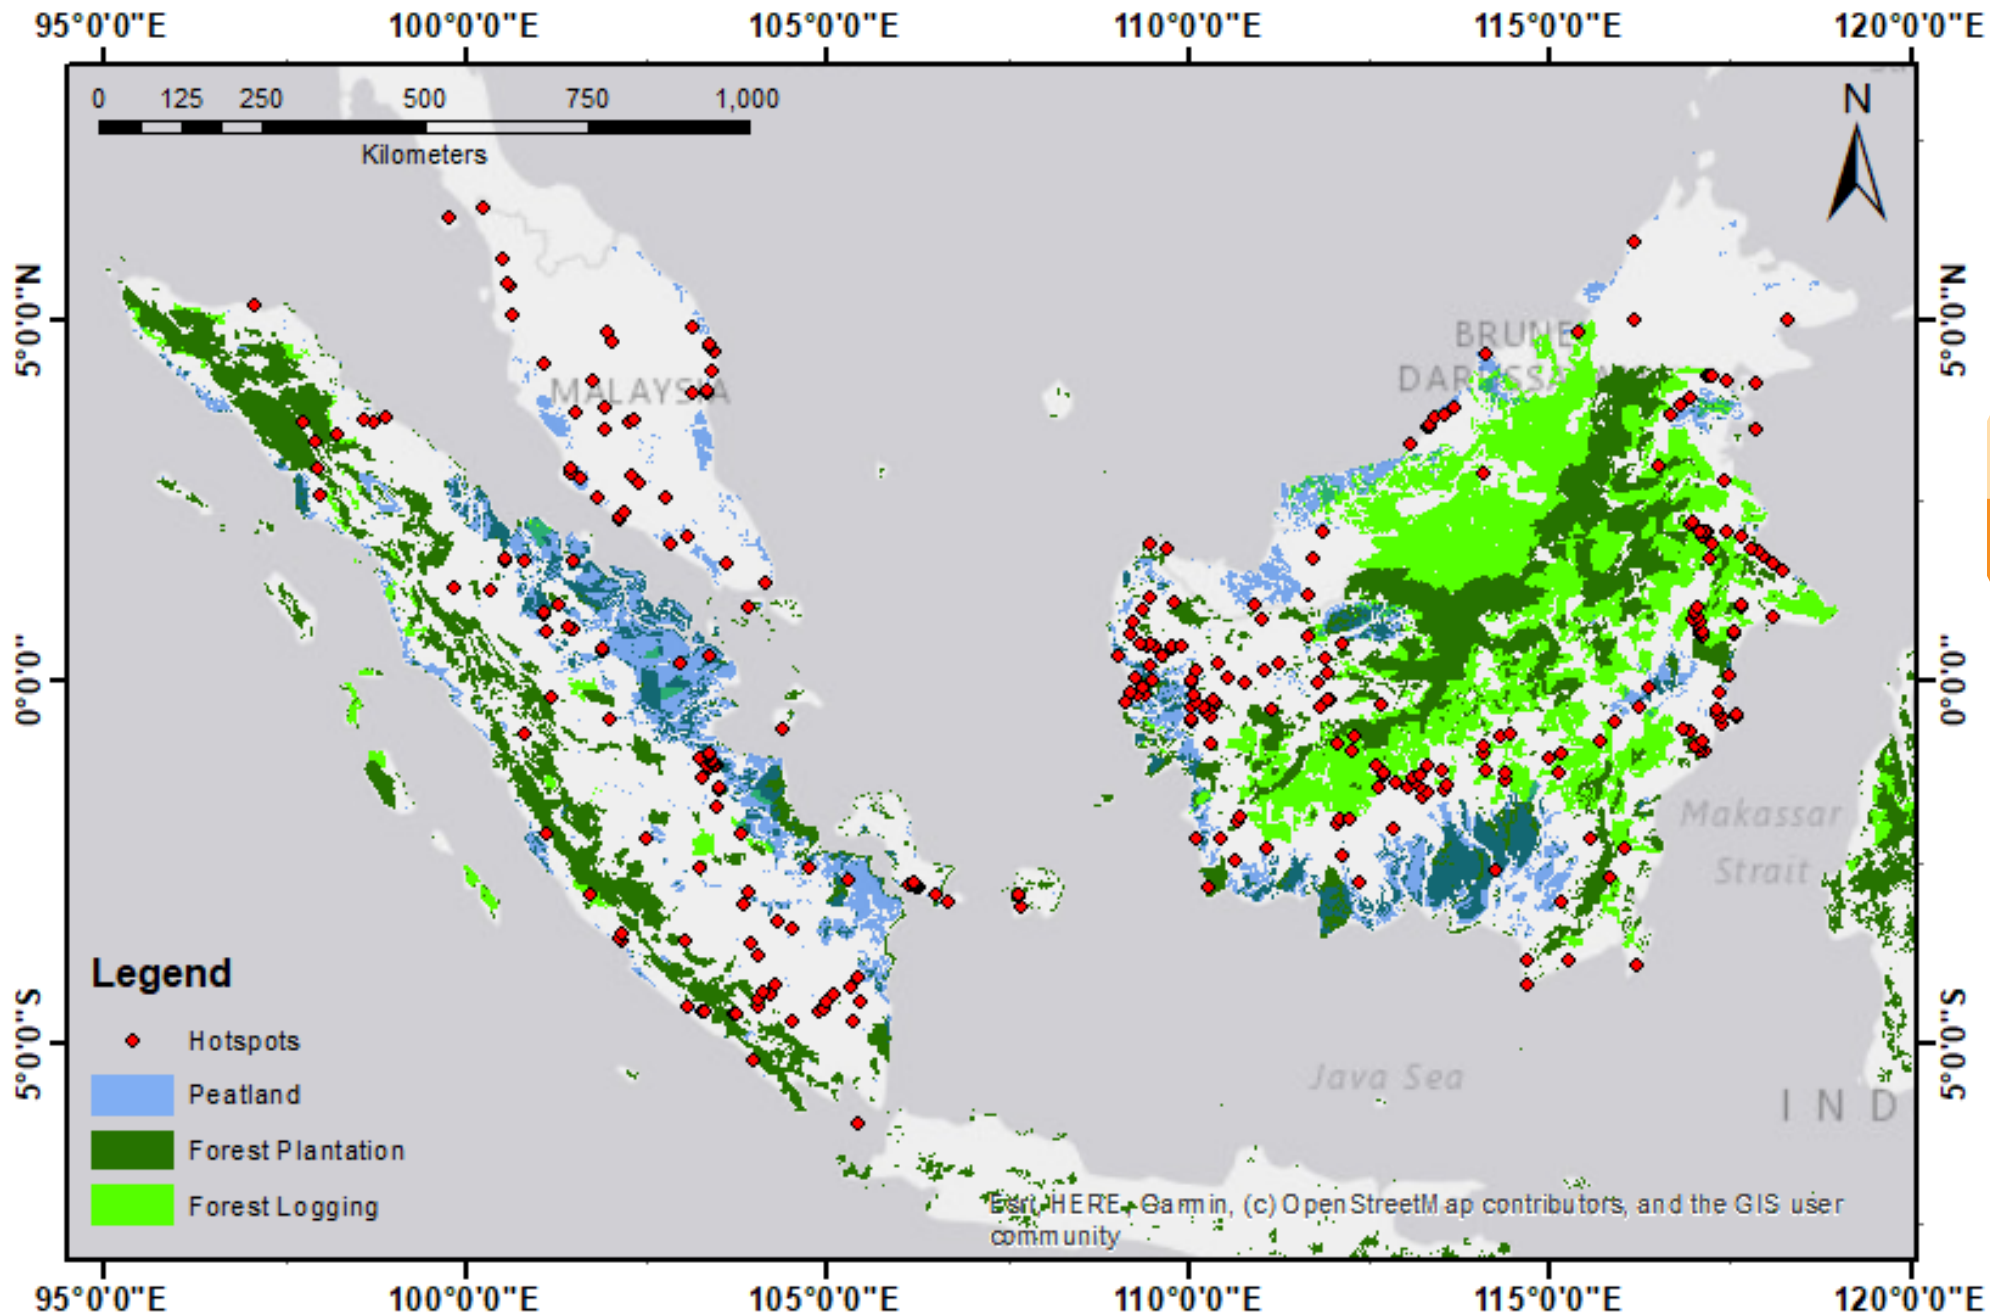 95°0'0"E 100°0'0"E 105°0'0"E 110°0'0"E 115°0'0"E 120°0'0"E
0 125 250 500 750 1,000
Kilometers
N
5°0'0"N
5°0'0"N
BRUNEI
DARUSSALAM
MALAYSIA
0°0'0"
0°0'0"
Makassar
Strait
Legend
Hotspots
Peatland
Forest Plantation
Forest Logging
5°0'0"S
5°0'0"S
Java Sea
I N D
Esri, HERE, Garmin, (c) OpenStreetMap contributors, and the GIS user
community
95°0'0"E 100°0'0"E 105°0'0"E 110°0'0"E 115°0'0"E 120°0'0"E